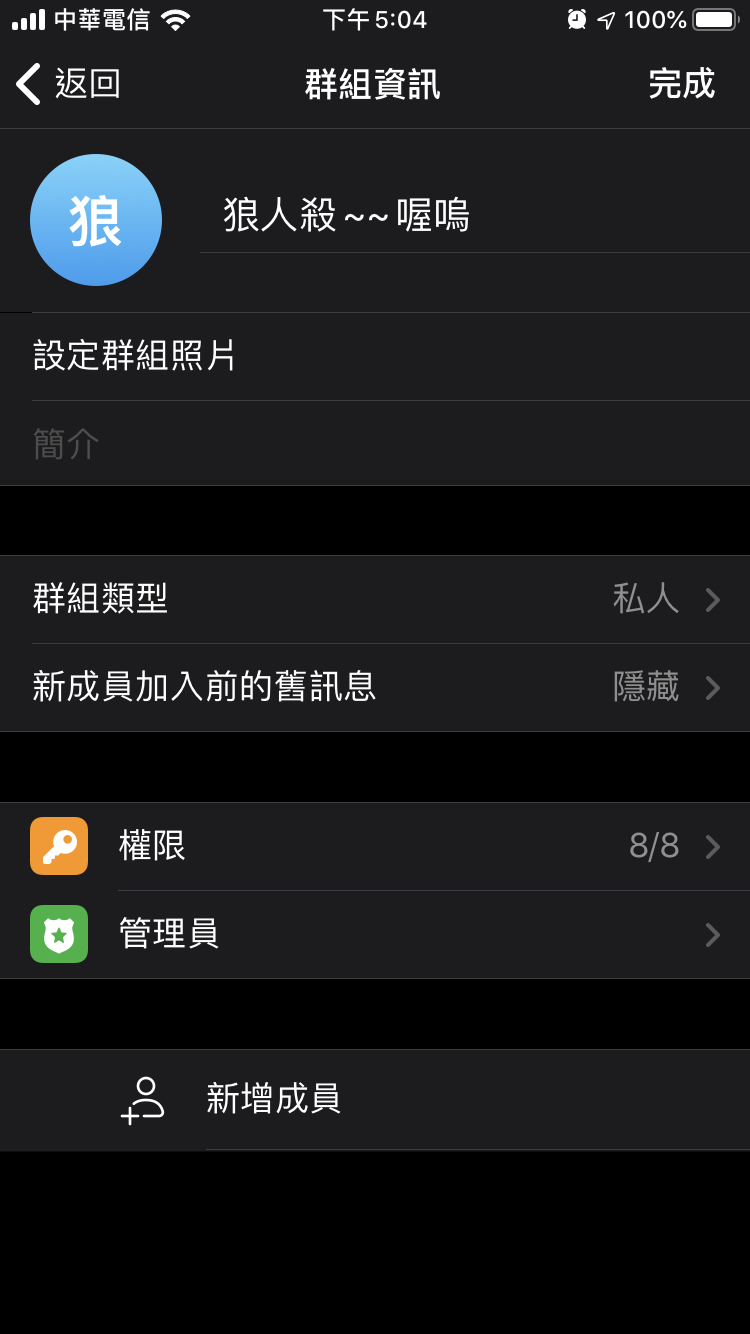 中華電信 下午5:04 100%
返回 群組資訊 完成
狼 狼人殺~~喔嗚
設定群組照片
簡介
群組類型 私人
新成員加入前的舊訊息 隱藏
權限 8/8
管理員
新增成員